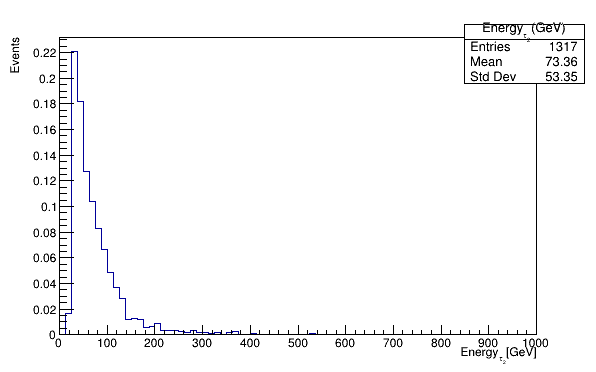 Energy_τ₂ (GeV)
Entries 1317
Mean 73.36
Std Dev 53.35
Events
0.22
0.2
0.18
0.16
0.14
0.12
0.1
0.08
0.06
0.04
0.02
0
0 100 200 300 400 500 600 700 800 900 1000
Energy_τ₂ [GeV]